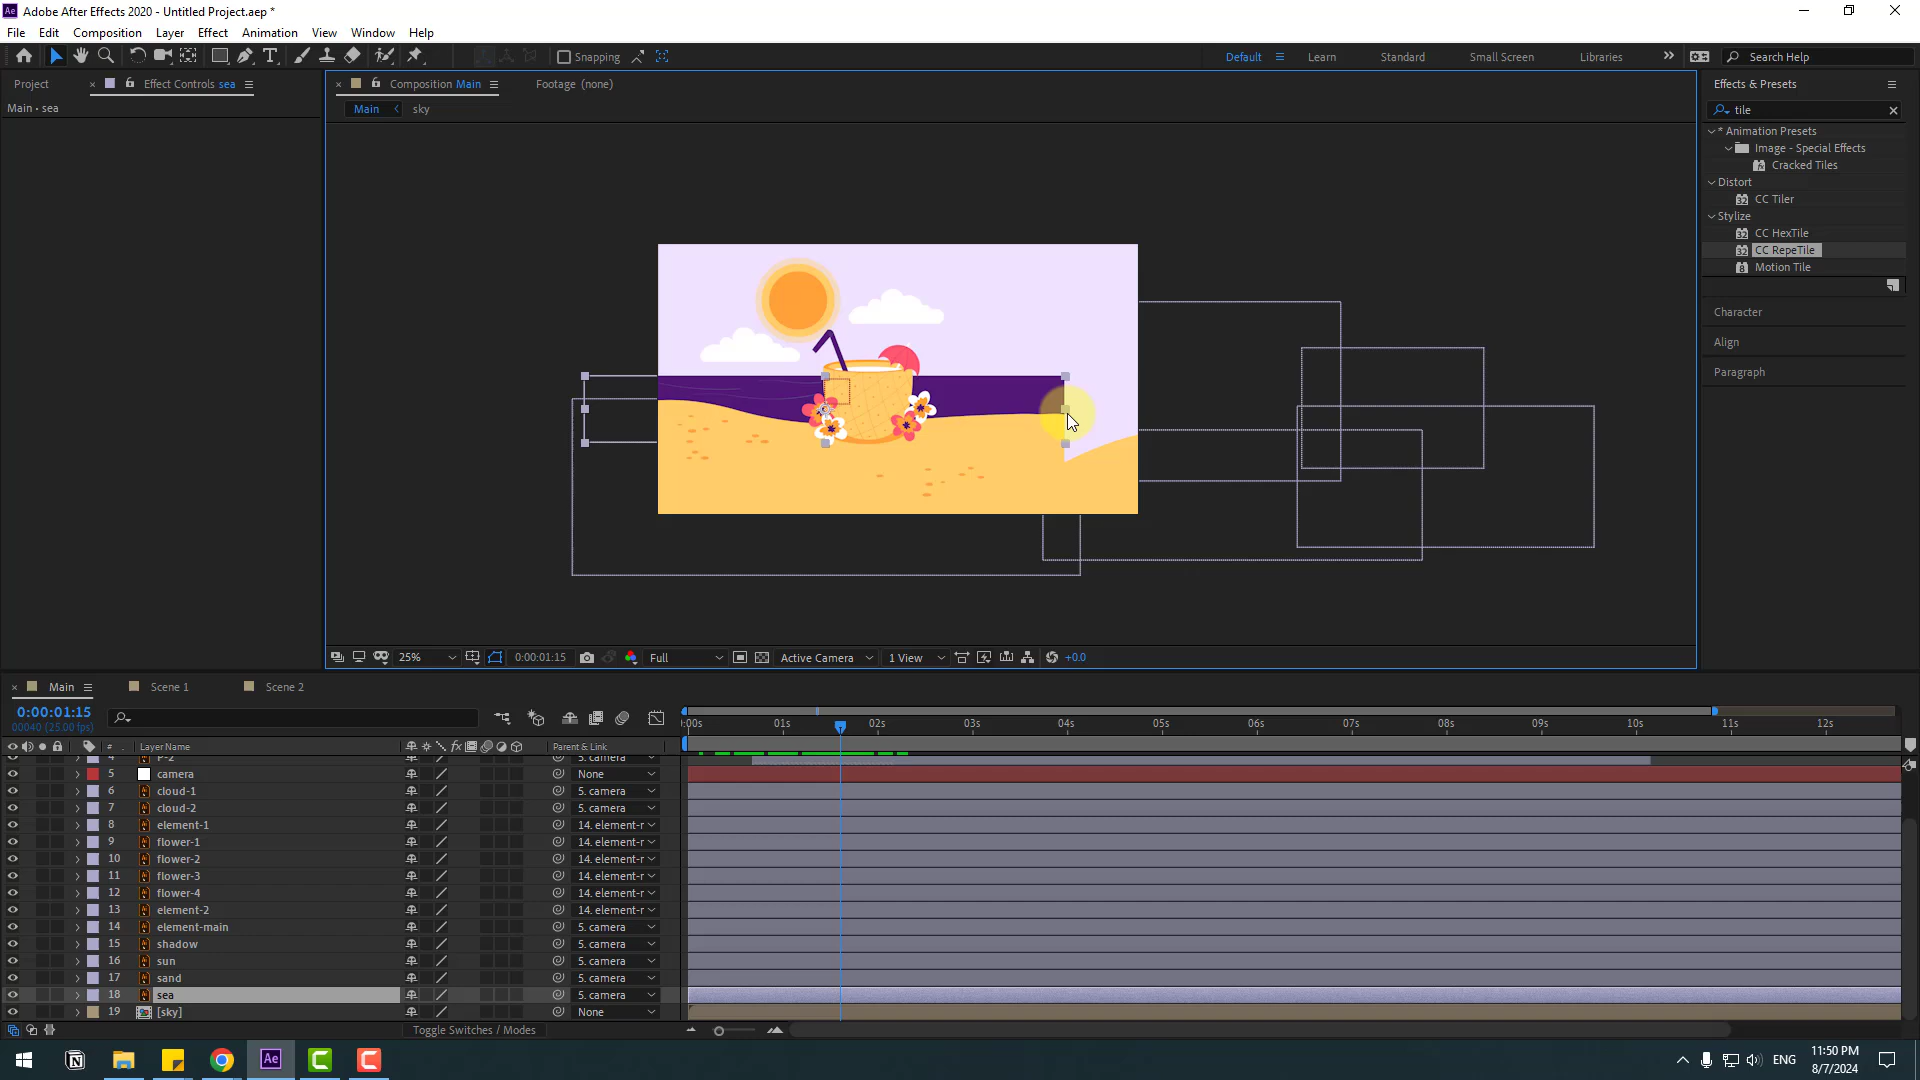 Adobe After Effects 2020 - Untitled Project.aep *
File Edit Composition Layer Effect Animation View Window Help
Snapping
Default Learn Standard Small Screen Libraries Search Help
Project Effect Controls sea
Composition Main Footage (none)
Effects & Presets
Main • sea
Main sky
tile
* Animation Presets
Image - Special Effects
Cracked Tiles
Distort
CC Tiler
Stylize
CC HexTile
CC RepeTile
Motion Tile
Character
Align
Paragraph
25% 0:00:01:15 Full Active Camera 1 View +0.0
Main Scene 1 Scene 2
0:00:01:15
00040 (25.00 fps)
:00s 01s 02s 03s 04s 05s 06s 07s 08s 09s 10s 11s 12s
# Layer Name Parent & Link
4 P-2 5. camera
5 camera None
6 cloud-1 5. camera
7 cloud-2 5. camera
8 element-1 14. element-r
9 flower-1 14. element-r
10 flower-2 14. element-r
11 flower-3 14. element-r
12 flower-4 14. element-r
13 element-2 14. element-r
14 element-main 5. camera
15 shadow 5. camera
16 sun 5. camera
17 sand 5. camera
18 sea 5. camera
19 [sky] None
Toggle Switches / Modes
ENG
11:50 PM
8/7/2024